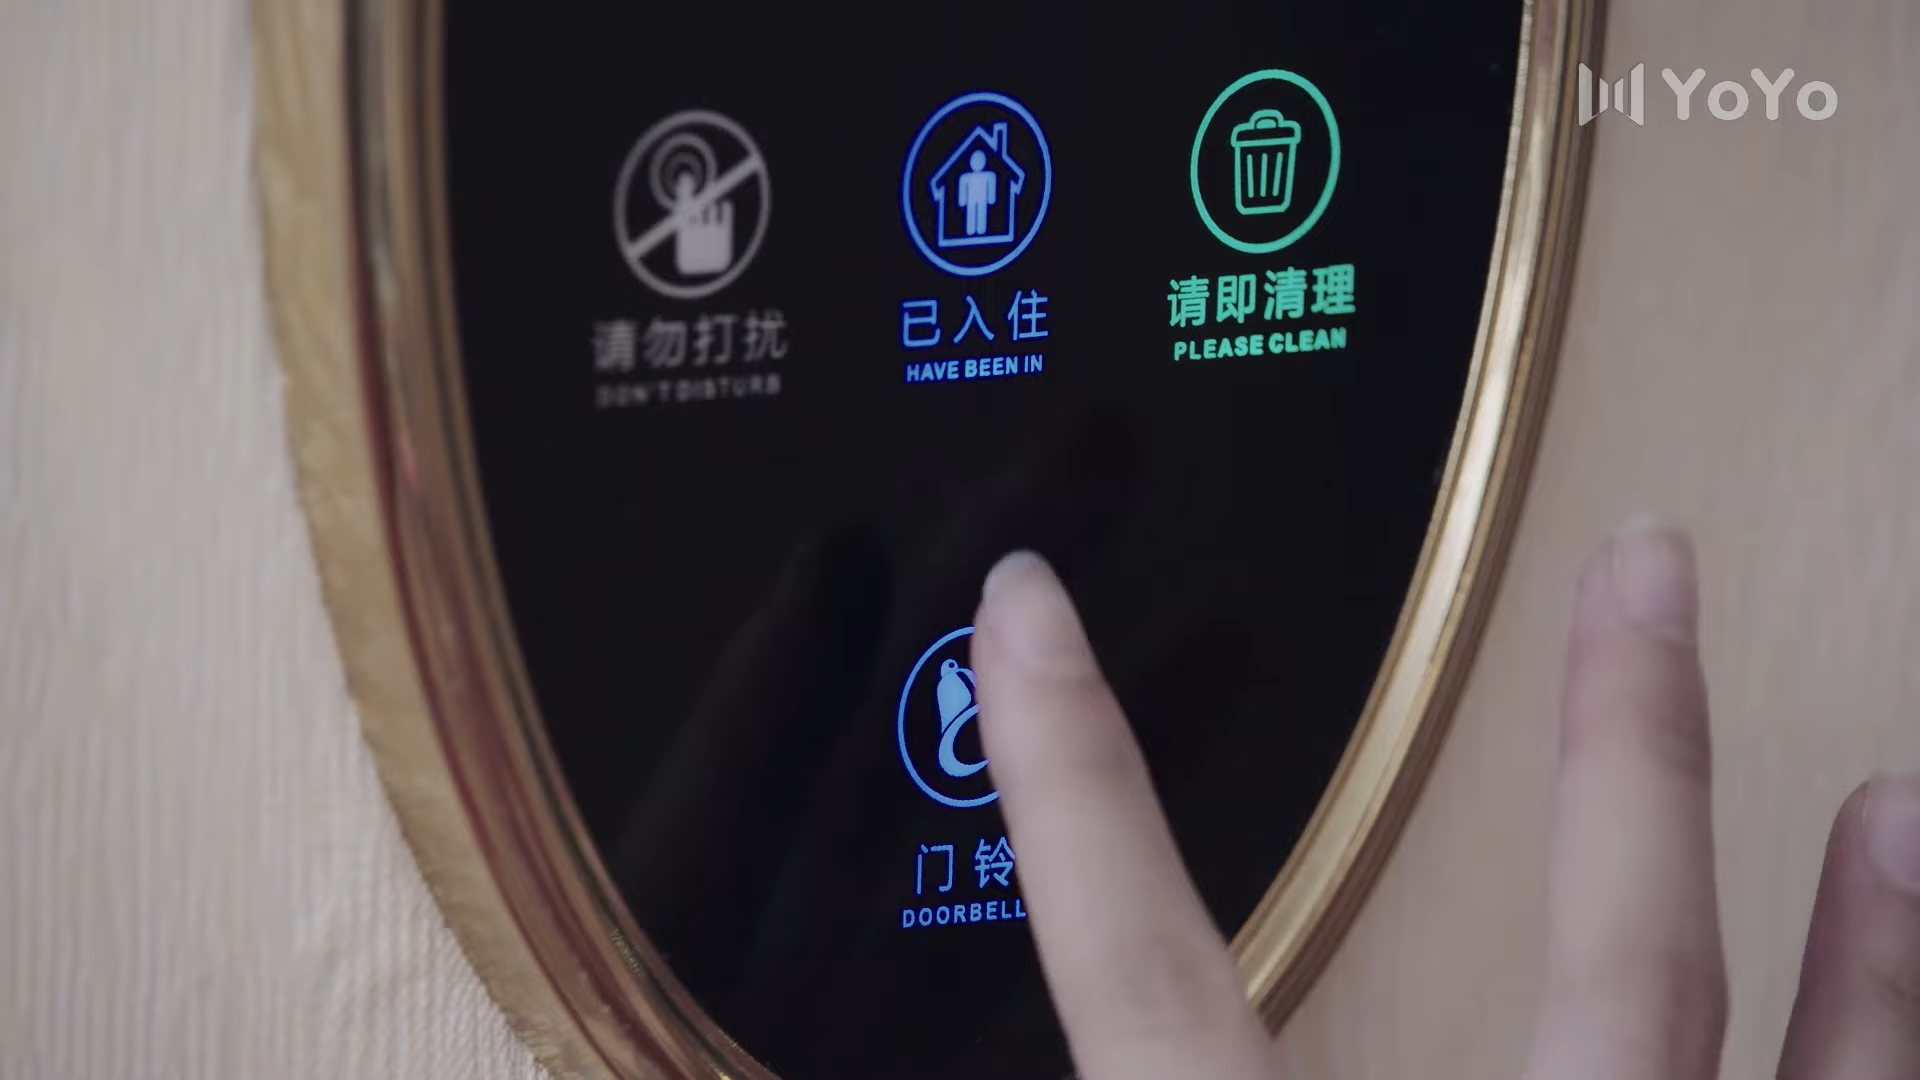 YoYo
请勿打扰
DON'T DISTURB
已入住
HAVE BEEN IN
请即清理
PLEASE CLEAN
门铃
DOORBELL